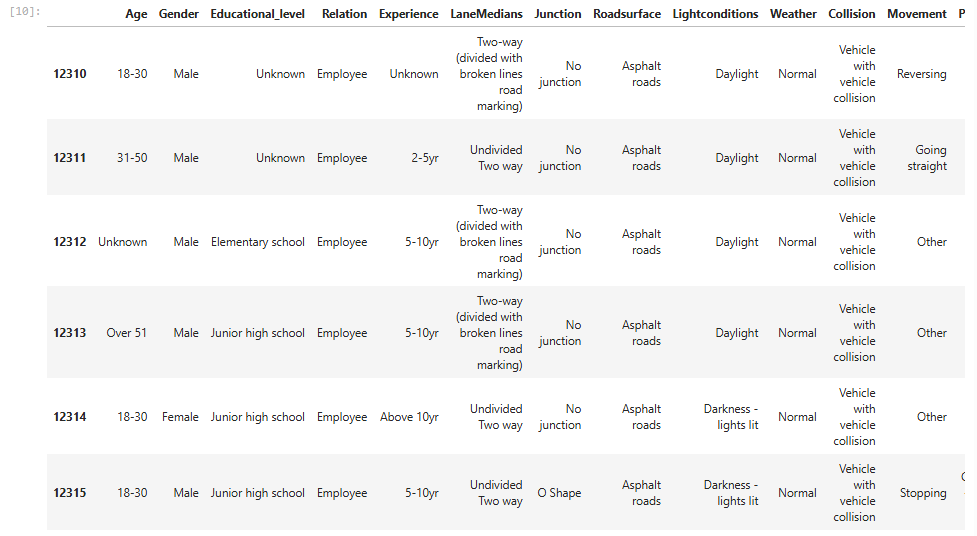 [10]:
Age Gender Educational_level Relation Experience LaneMedians Junction Roadsurface Lightconditions Weather Collision Movement P
12310 18-30 Male Unknown Employee Unknown Two-way (divided with broken lines road marking) No junction Asphalt roads Daylight Normal Vehicle with vehicle collision Reversing
12311 31-50 Male Unknown Employee 2-5yr Undivided Two way No junction Asphalt roads Daylight Normal Vehicle with vehicle collision Going straight
12312 Unknown Male Elementary school Employee 5-10yr Two-way (divided with broken lines road marking) No junction Asphalt roads Daylight Normal Vehicle with vehicle collision Other
12313 Over 51 Male Junior high school Employee 5-10yr Two-way (divided with broken lines road marking) No junction Asphalt roads Daylight Normal Vehicle with vehicle collision Other
12314 18-30 Female Junior high school Employee Above 10yr Undivided Two way No junction Asphalt roads Darkness - lights lit Normal Vehicle with vehicle collision Other
12315 18-30 Male Junior high school Employee 5-10yr Undivided Two way O Shape Asphalt roads Darkness - lights lit Normal Vehicle with vehicle collision Stopping